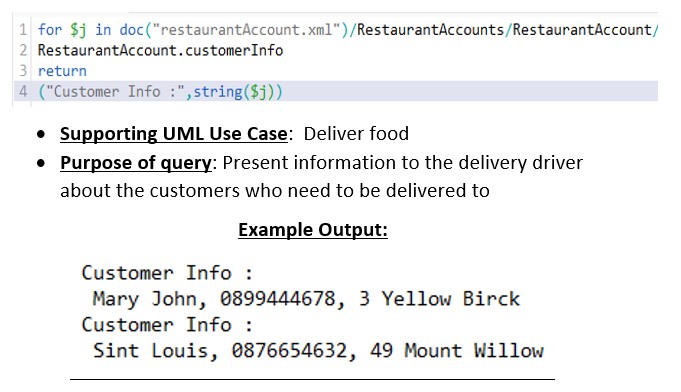 1 for $j in doc("restaurantAccount.xml")/RestaurantAccounts/RestaurantAccount/
2 RestaurantAccount.customerInfo
3 return
4 ("Customer Info :",string($j))
• Supporting UML Use Case: Deliver food
• Purpose of query: Present information to the delivery driver
about the customers who need to be delivered to
Example Output:
Customer Info :
Mary John, 0899444678, 3 Yellow Birck
Customer Info :
Sint Louis, 0876654632, 49 Mount Willow